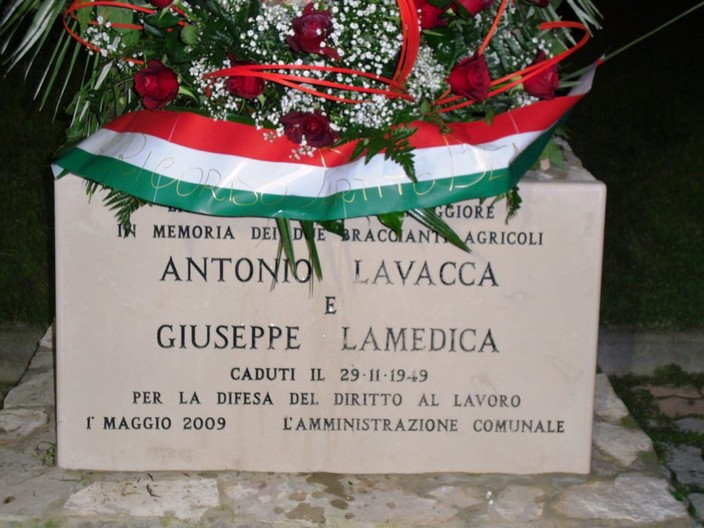 GGIORE
IN MEMORIA DEI DUE BRACCIANTI AGRICOLI
ANTONIO LAVACCA
E
GIUSEPPE LAMEDICA
CADUTI IL 29·11·1949
PER LA DIFESA DEL DIRITTO AL LAVORO
1° MAGGIO 2009 L'AMMINISTRAZIONE COMUNALE